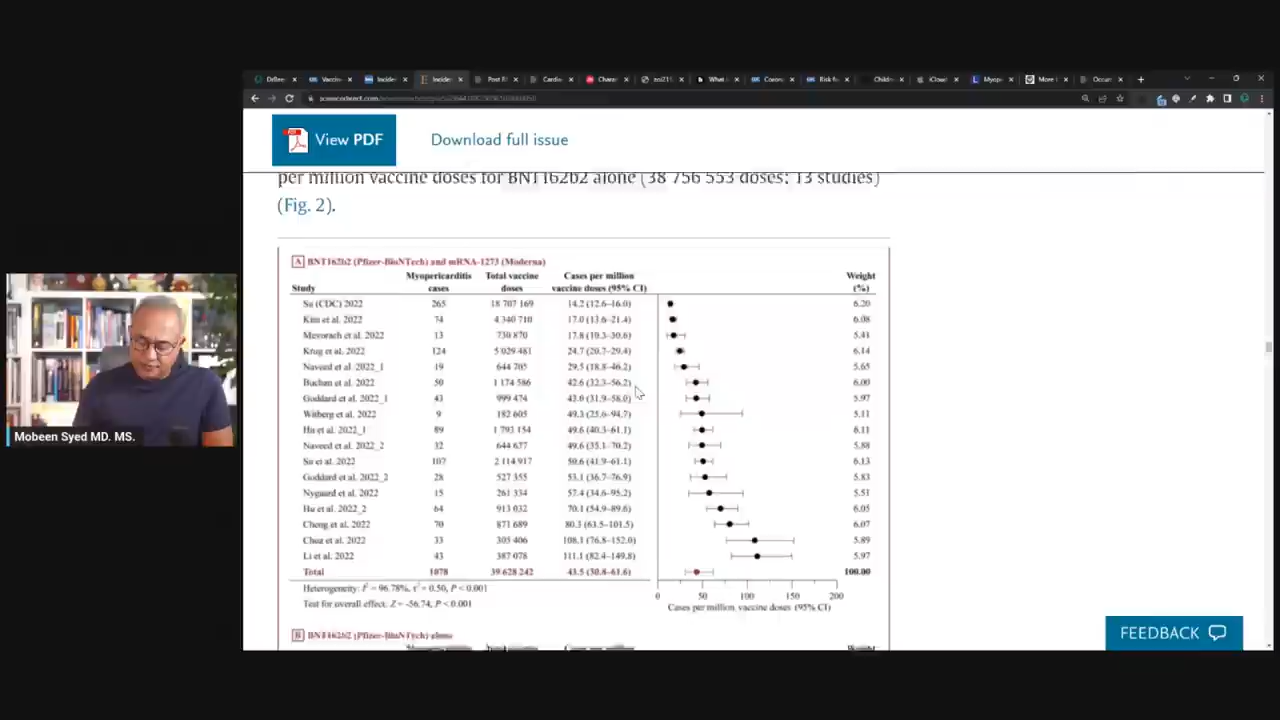 View PDF
Download full issue
per million vaccine doses for BNT162b2 alone (38 756 553 doses; 13 studies)
(Fig. 2).
A BNT162b2 (Pfizer-BioNTech) and mRNA-1273 (Moderna)
Study Myopericarditis cases Total vaccine doses Cases per million vaccine doses (95% CI) Weight (%)
Su (CDC) 2022 265 18 707 169 14.2 (12.6–16.0) 6.20
Kim et al. 2022 74 4 340 710 17.0 (13.6–21.4) 6.08
Mevorach et al. 2022 13 730 870 17.8 (10.3–30.6) 5.41
Krug et al. 2022 124 5 029 481 24.7 (20.7–29.4) 6.14
Naveed et al. 2022_1 19 644 705 29.5 (18.8–46.2) 5.65
Buchan et al. 2022 50 1 174 586 42.6 (32.3–56.2) 6.00
Goddard et al. 2022_1 43 999 474 43.0 (31.9–58.0) 5.97
Witberg et al. 2022 9 182 605 49.3 (25.6–94.7) 5.11
Hu et al. 2022_1 89 1 793 154 49.6 (40.3–61.1) 6.11
Naveed et al. 2022_2 32 644 677 49.6 (35.1–70.2) 5.88
Su et al. 2022 107 2 114 917 50.6 (41.9–61.1) 6.13
Goddard et al. 2022_2 28 527 355 53.1 (36.7–76.9) 5.83
Nygaard et al. 2022 15 261 334 57.4 (34.6–95.2) 5.51
Hu et al. 2022_2 64 913 032 70.1 (54.9–89.6) 6.05
Cheng et al. 2022 70 871 689 80.3 (63.5–101.5) 6.07
Chua et al. 2022 33 305 406 108.1 (76.8–152.0) 5.89
Li et al. 2022 43 387 078 111.1 (82.4–149.8) 5.97
Total 1078 39 628 242 43.5 (30.8–61.6) 100.00
Heterogeneity: I² = 96.78%, τ² = 0.50, P < 0.001
Test for overall effect: Z = -56.74, P < 0.001
0 50 100 150 200
Cases per million vaccine doses (95% CI)
B BNT162b2 (Pfizer-BioNTech) alone
FEEDBACK
Mobeen Syed MD. MS.